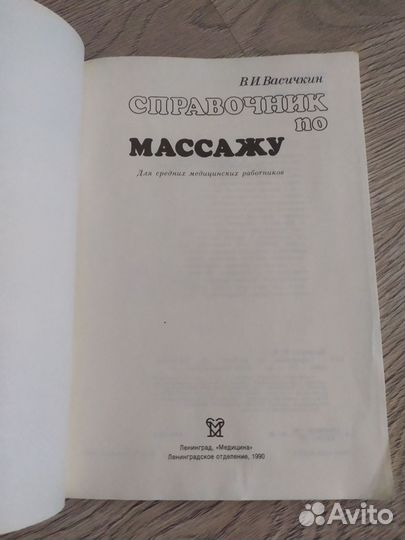 В.И.Васичкин
СПРАВОЧНИК
по
МАССАЖУ
Для средних медицинских работников
Ленинград, «Медицина»
Ленинградское отделение, 1990
Avito